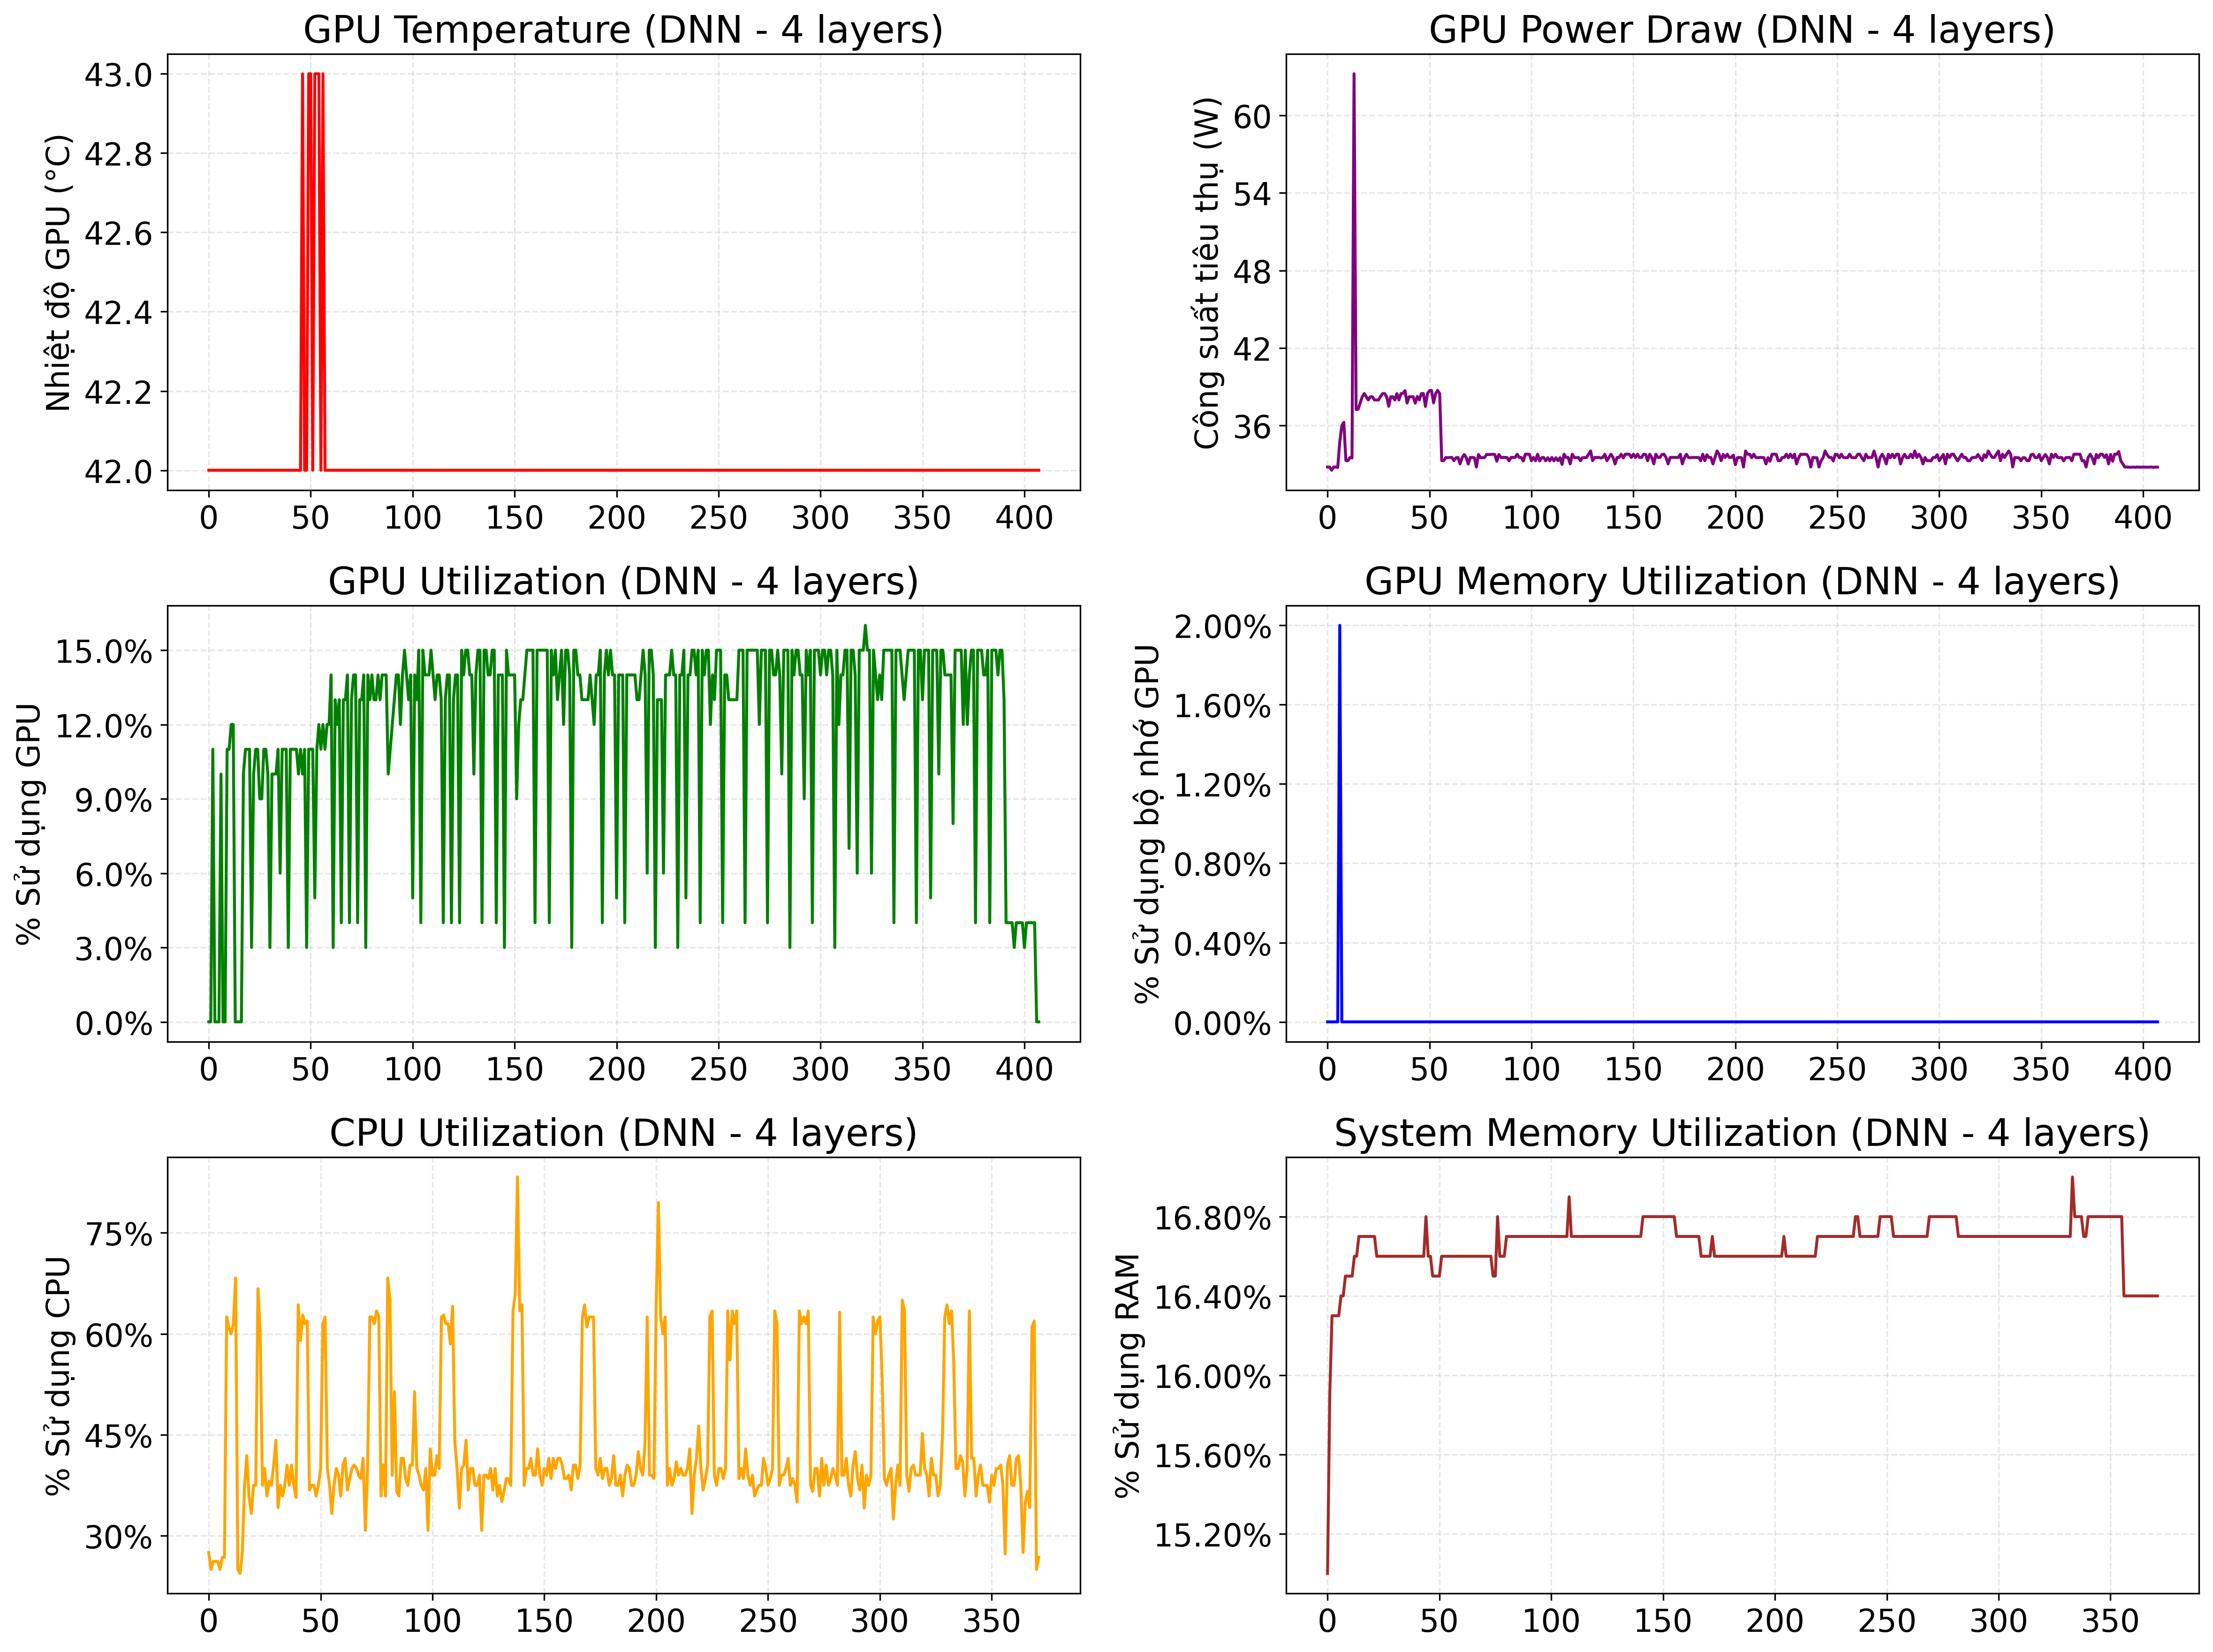 GPU Temperature (DNN - 4 layers)
Nhiệt độ GPU (°C)
43.0
42.8
42.6
42.4
42.2
42.0
0 50 100 150 200 250 300 350 400
GPU Power Draw (DNN - 4 layers)
Công suất tiêu thụ (W)
60
54
48
42
36
0 50 100 150 200 250 300 350 400
GPU Utilization (DNN - 4 layers)
% Sử dụng GPU
15.0%
12.0%
9.0%
6.0%
3.0%
0.0%
0 50 100 150 200 250 300 350 400
GPU Memory Utilization (DNN - 4 layers)
% Sử dụng bộ nhớ GPU
2.00%
1.60%
1.20%
0.80%
0.40%
0.00%
0 50 100 150 200 250 300 350 400
CPU Utilization (DNN - 4 layers)
% Sử dụng CPU
75%
60%
45%
30%
0 50 100 150 200 250 300 350
System Memory Utilization (DNN - 4 layers)
% Sử dụng RAM
16.80%
16.40%
16.00%
15.60%
15.20%
0 50 100 150 200 250 300 350